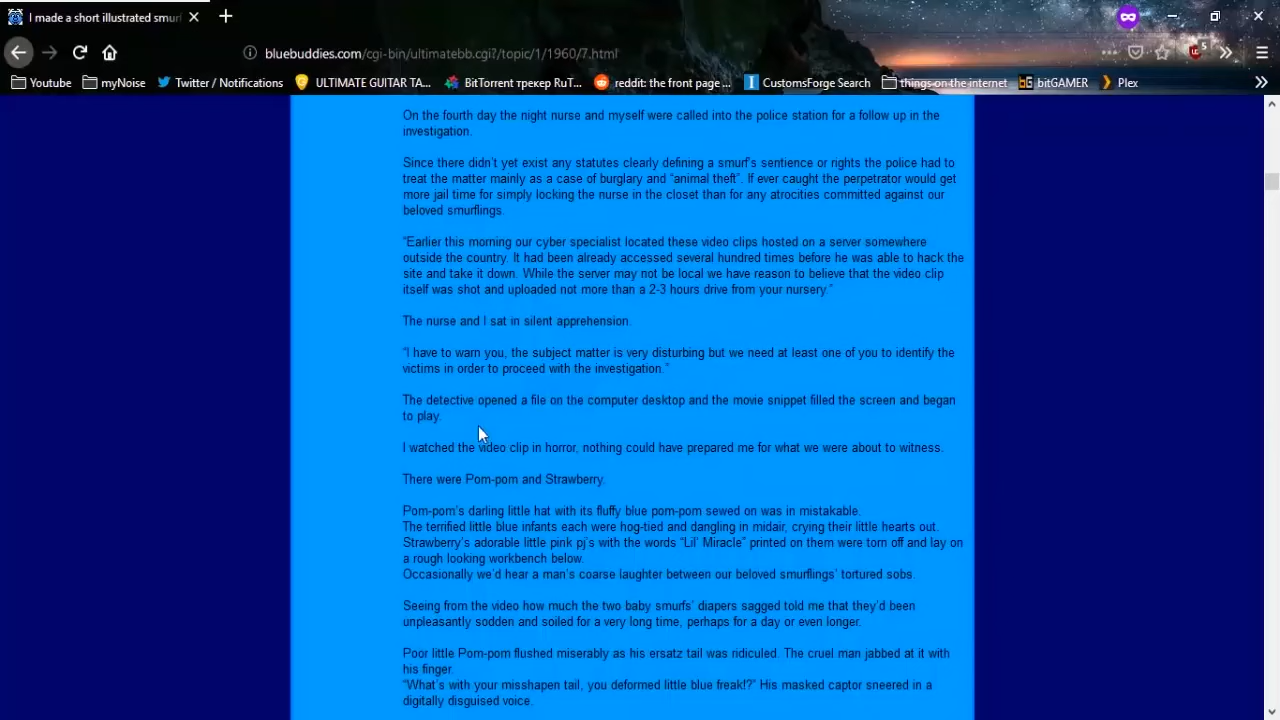 I made a short illustrated smurf
bluebuddies.com/cgi-bin/ultimatebb.cgi?/topic/1/1960/7.html
5
Youtube
myNoise
Twitter / Notifications
ULTIMATE GUITAR TA...
BitTorrent трекер RuT...
reddit: the front page ...
CustomsForge Search
things-on the internet
bitGAMER
Plex
On the fourth day the night nurse and myself were called into the police station for a follow up in the
investigation.
Since there didn't yet exist any statutes clearly defining a smurf's sentience or rights the police had to
treat the matter mainly as a case of burglary and “animal theft”. If ever caught the perpetrator would get
more jail time for simply locking the nurse in the closet than for any atrocities committed against our
beloved smurflings.
“Earlier this morning our cyber specialist located these video clips hosted on a server somewhere
outside the country. It had been already accessed several hundred times before he was able to hack the
site and take it down. While the server may not be local we have reason to believe that the video clip
itself was shot and uploaded not more than a 2-3 hours drive from your nursery.”
The nurse and I sat in silent apprehension.
“I have to warn you, the subject matter is very disturbing but we need at least one of you to identify the
victims in order to proceed with the investigation.”
The detective opened a file on the computer desktop and the movie snippet filled the screen and began
to play.
I watched the video clip in horror, nothing could have prepared me for what we were about to witness.
There were Pom-pom and Strawberry.
Pom-pom's darling little hat with its fluffy blue pom-pom sewed on was in mistakable.
The terrified little blue infants each were hog-tied and dangling in midair, crying their little hearts out.
Strawberry's adorable little pink pj's with the words “Lil' Miracle” printed on them were torn off and lay on
a rough looking workbench below.
Occasionally we'd hear a man's coarse laughter between our beloved smurflings' tortured sobs.
Seeing from the video how much the two baby smurfs' diapers sagged told me that they'd been
unpleasantly sodden and soiled for a very long time, perhaps for a day or even longer.
Poor little Pom-pom flushed miserably as his ersatz tail was ridiculed. The cruel man jabbed at it with
his finger.
“What's with your misshapen tail, you deformed little blue freak!?” His masked captor sneered in a
digitally disguised voice.